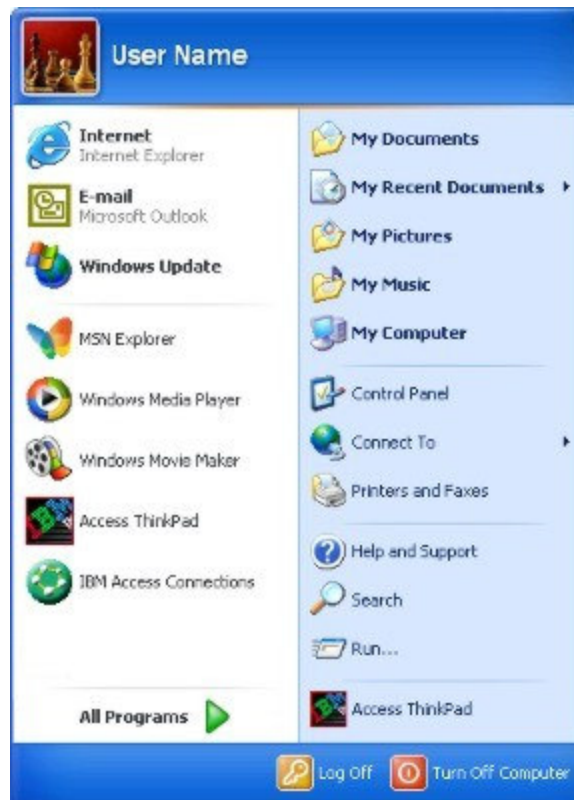 User Name
Internet
Internet Explorer
E-mail
Microsoft Outlook
Windows Update
MSN Explorer
Windows Media Player
Windows Movie Maker
Access ThinkPad
IBM Access Connections
All Programs
My Documents
My Recent Documents
My Pictures
My Music
My Computer
Control Panel
Connect To
Printers and Faxes
Help and Support
Search
Run...
Access ThinkPad
Log Off
Turn Off Computer